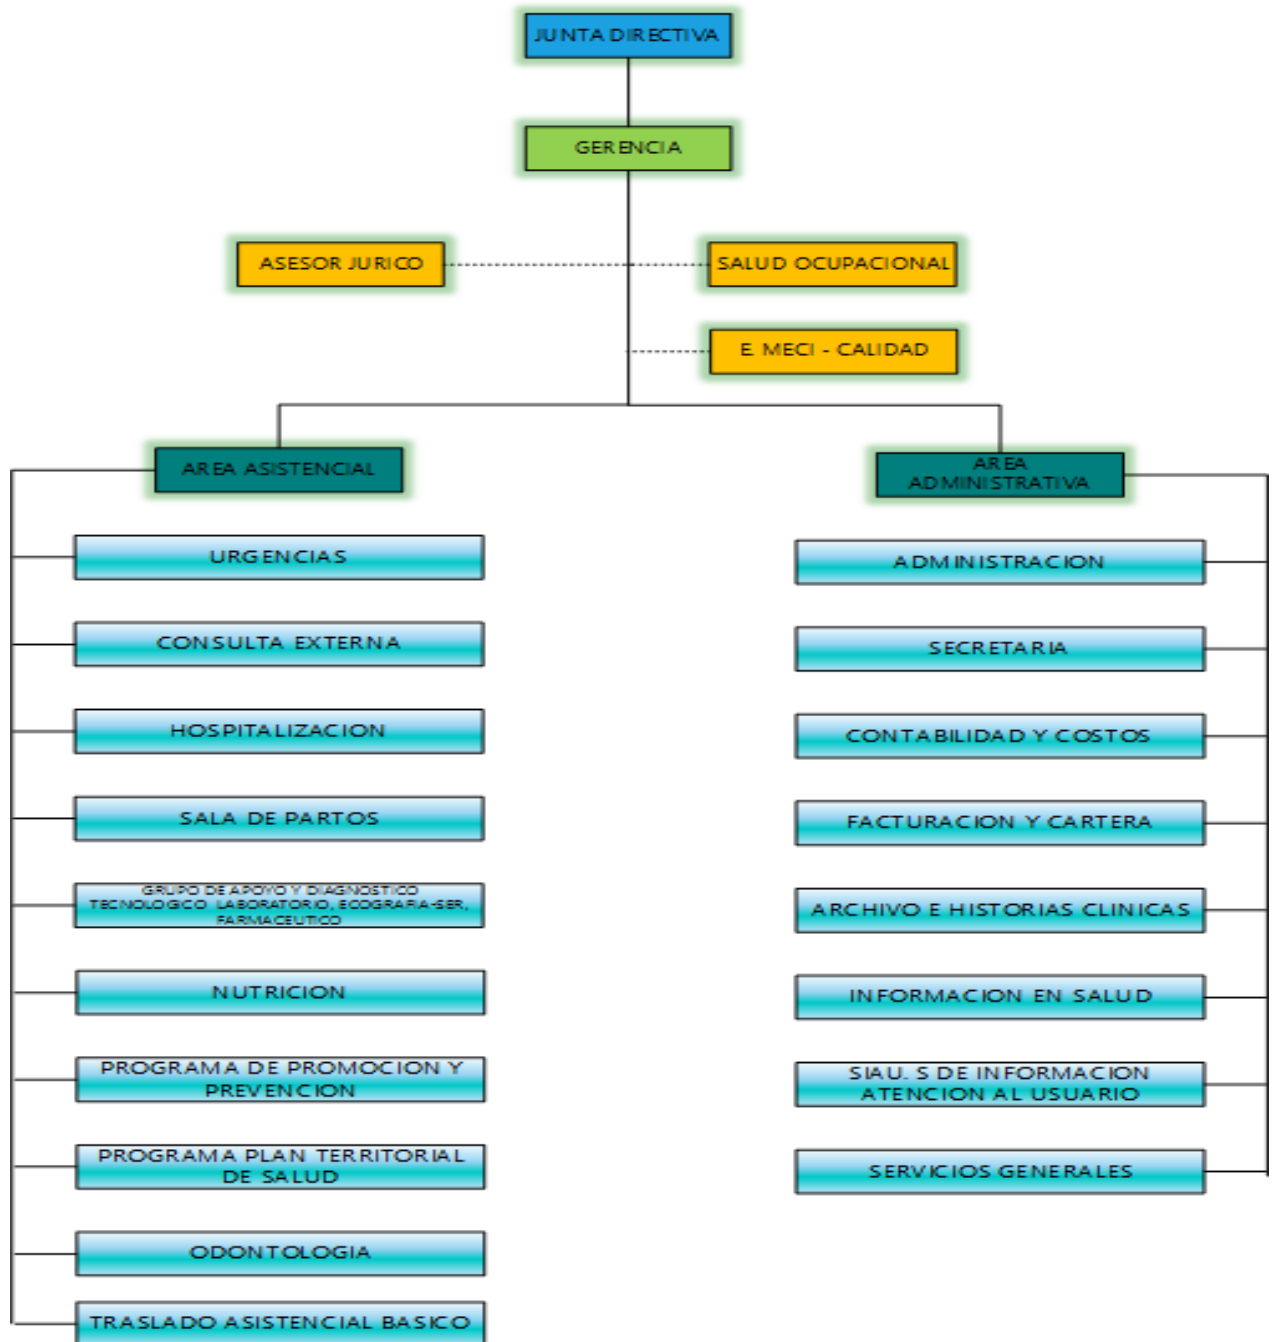 JUNTA DIRECTIVA
GERENCIA
ASESOR JURICO
SALUD OCUPACIONAL
E. MECI - CALIDAD
AREA ASISTENCIAL
AREA
ADMINISTRATIVA
URGENCIAS
CONSULTA EXTERNA
HOSPITALIZACION
SALA DE PARTOS
GRUPO DE APOYO Y DIAGNOSTICO
TECNOLOGICO LABORATORIO, ECOGRAFIA-SER,
FARMACEUTICO
NUTRICION
PROGRAMA DE PROMOCION Y
PREVENCION
PROGRAMA PLAN TERRITORIAL
DE SALUD
ODONTOLOGIA
TRASLADO ASISTENCIAL BASICO
ADMINISTRACION
SECRETARIA
CONTABILIDAD Y COSTOS
FACTURACION Y CARTERA
ARCHIVO E HISTORIAS CLINICAS
INFORMACION EN SALUD
SIAU. S DE INFORMACION
ATENCION AL USUARIO
SERVICIOS GENERALES